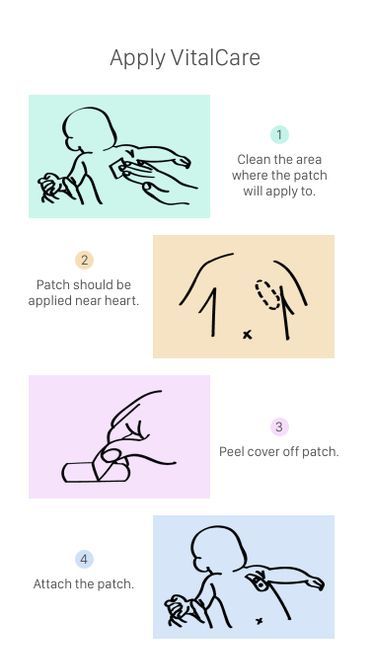 Apply VitalCare
1
Clean the area
where the patch
will apply to.
2
Patch should be
applied near heart.
3
Peel cover off patch.
4
Attach the patch.